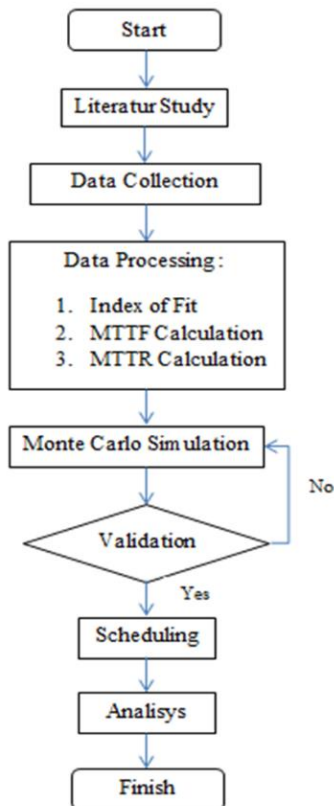 Start
Literatur Study
Data Collection
Data Processing :
1. Index of Fit
2. MTTF Calculation
3. MTTR Calculation
Monte Carlo Simulation
No
Validation
Yes
Scheduling
Analisys
Finish